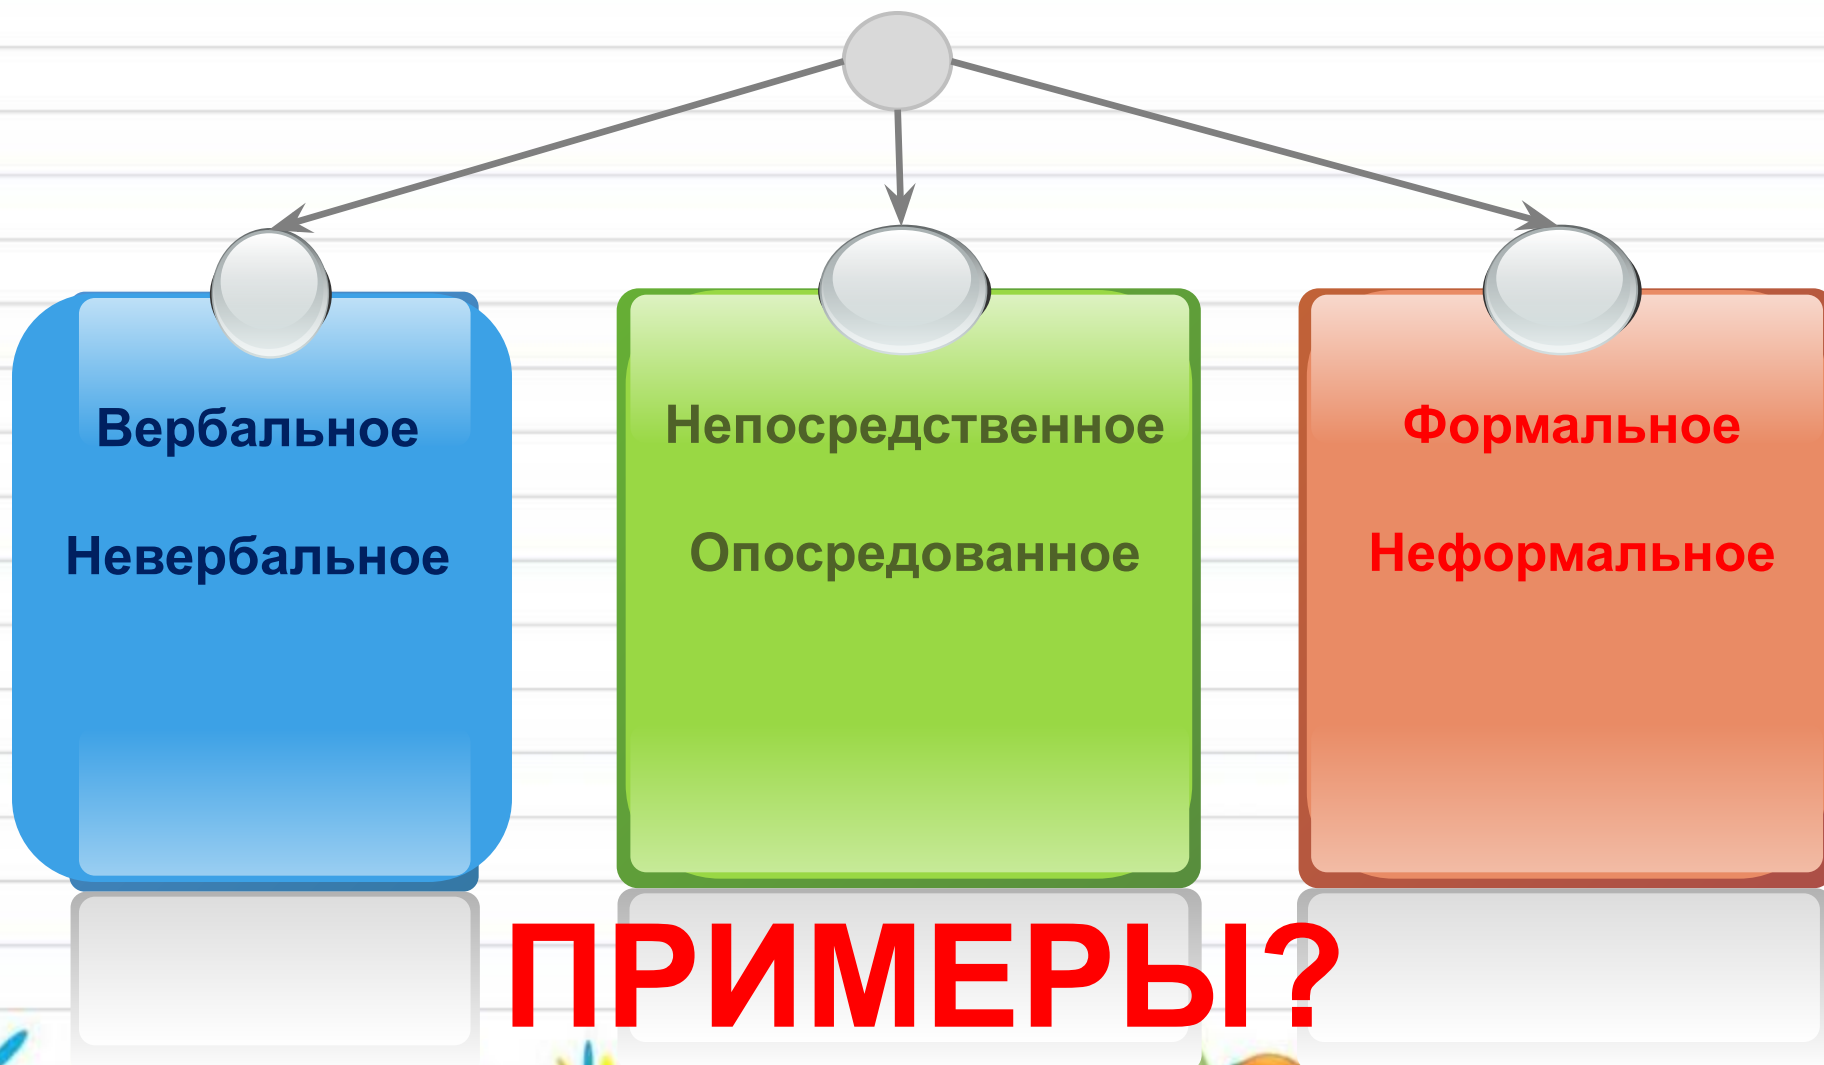 Вербальное
Невербальное
Непосредственное
Опосредованное
Формальное
Неформальное
ПРИМЕРЫ?